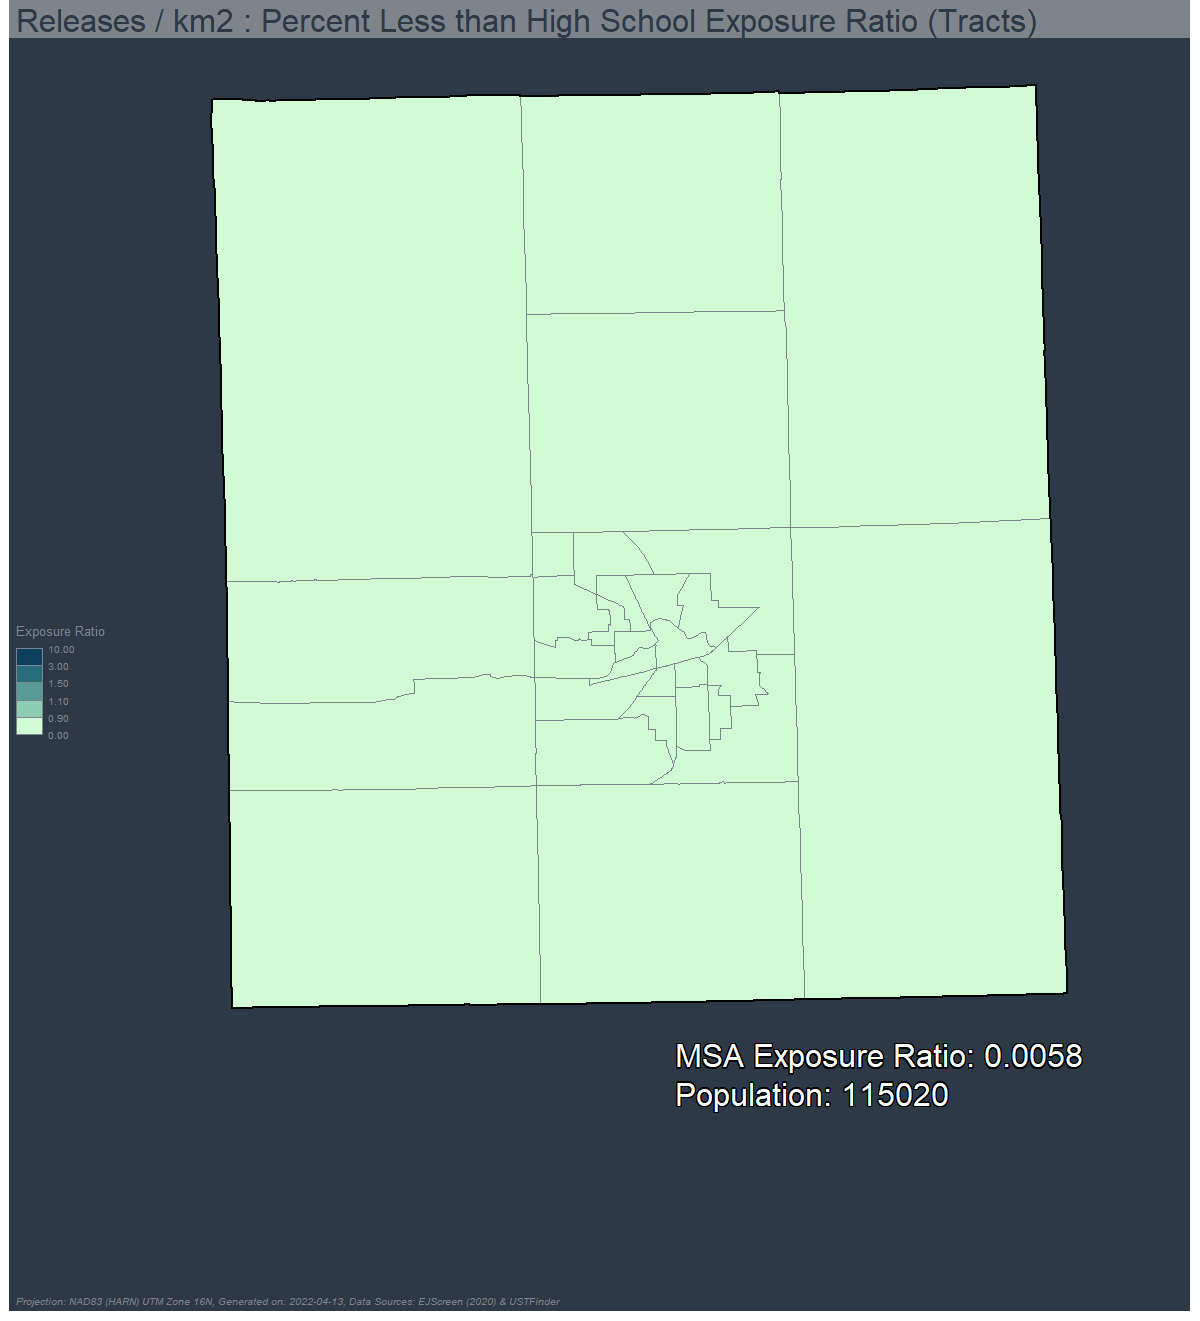 Releases / km2 : Percent Less than High School Exposure Ratio (Tracts)
Exposure Ratio
10.00
3.00
1.50
1.10
0.90
0.00
MSA Exposure Ratio: 0.0058
Population: 115020
Projection: NAD83 (HARN) UTM Zone 16N, Generated on: 2022-04-13, Data Sources: EJScreen (2020) & USTFinder